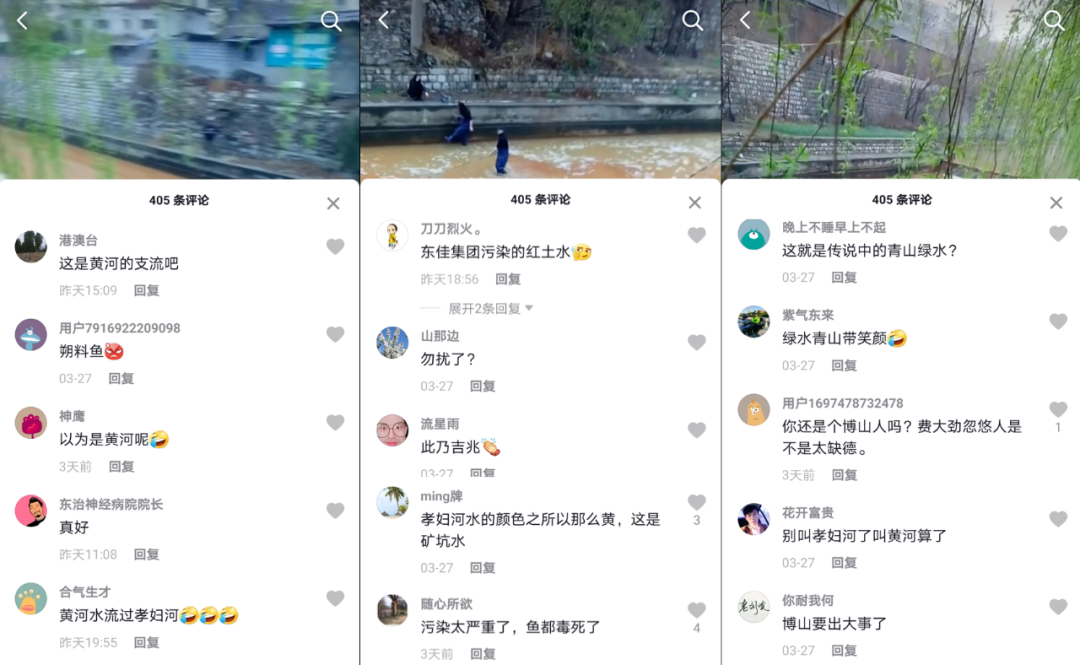 405 条评论
港澳台
这是黄河的支流吧
昨天15:09 回复
用户7916922209098
朔料鱼
03-27 回复
神鹰
以为是黄河呢
3天前 回复
东治神经病院院长
真好
昨天11:08 回复
合气生才
黄河水流过孝妇河
昨天19:55 回复
405 条评论
刀刀烈火。
东佳集团污染的红土水
昨天18:56 回复
展开2条回复
山那边
勿扰了？
03-27 回复
流星雨
此乃吉兆
03-27 回复
ming牌
孝妇河水的颜色之所以那么黄，这是
矿坑水
3
03-27 回复
随心所欲
污染太严重了，鱼都毒死了
4
3天前 回复
405 条评论
晚上不睡早上不起
这就是传说中的青山绿水？
03-27 回复
紫气东来
绿水青山带笑颜
03-27 回复
用户1697478732478
你还是个博山人吗？费大劲忽悠人是
不是太缺德。
1
3天前 回复
花开富贵
别叫孝妇河了叫黄河算了
03-27 回复
你耐我何
博山要出大事了
03-27 回复